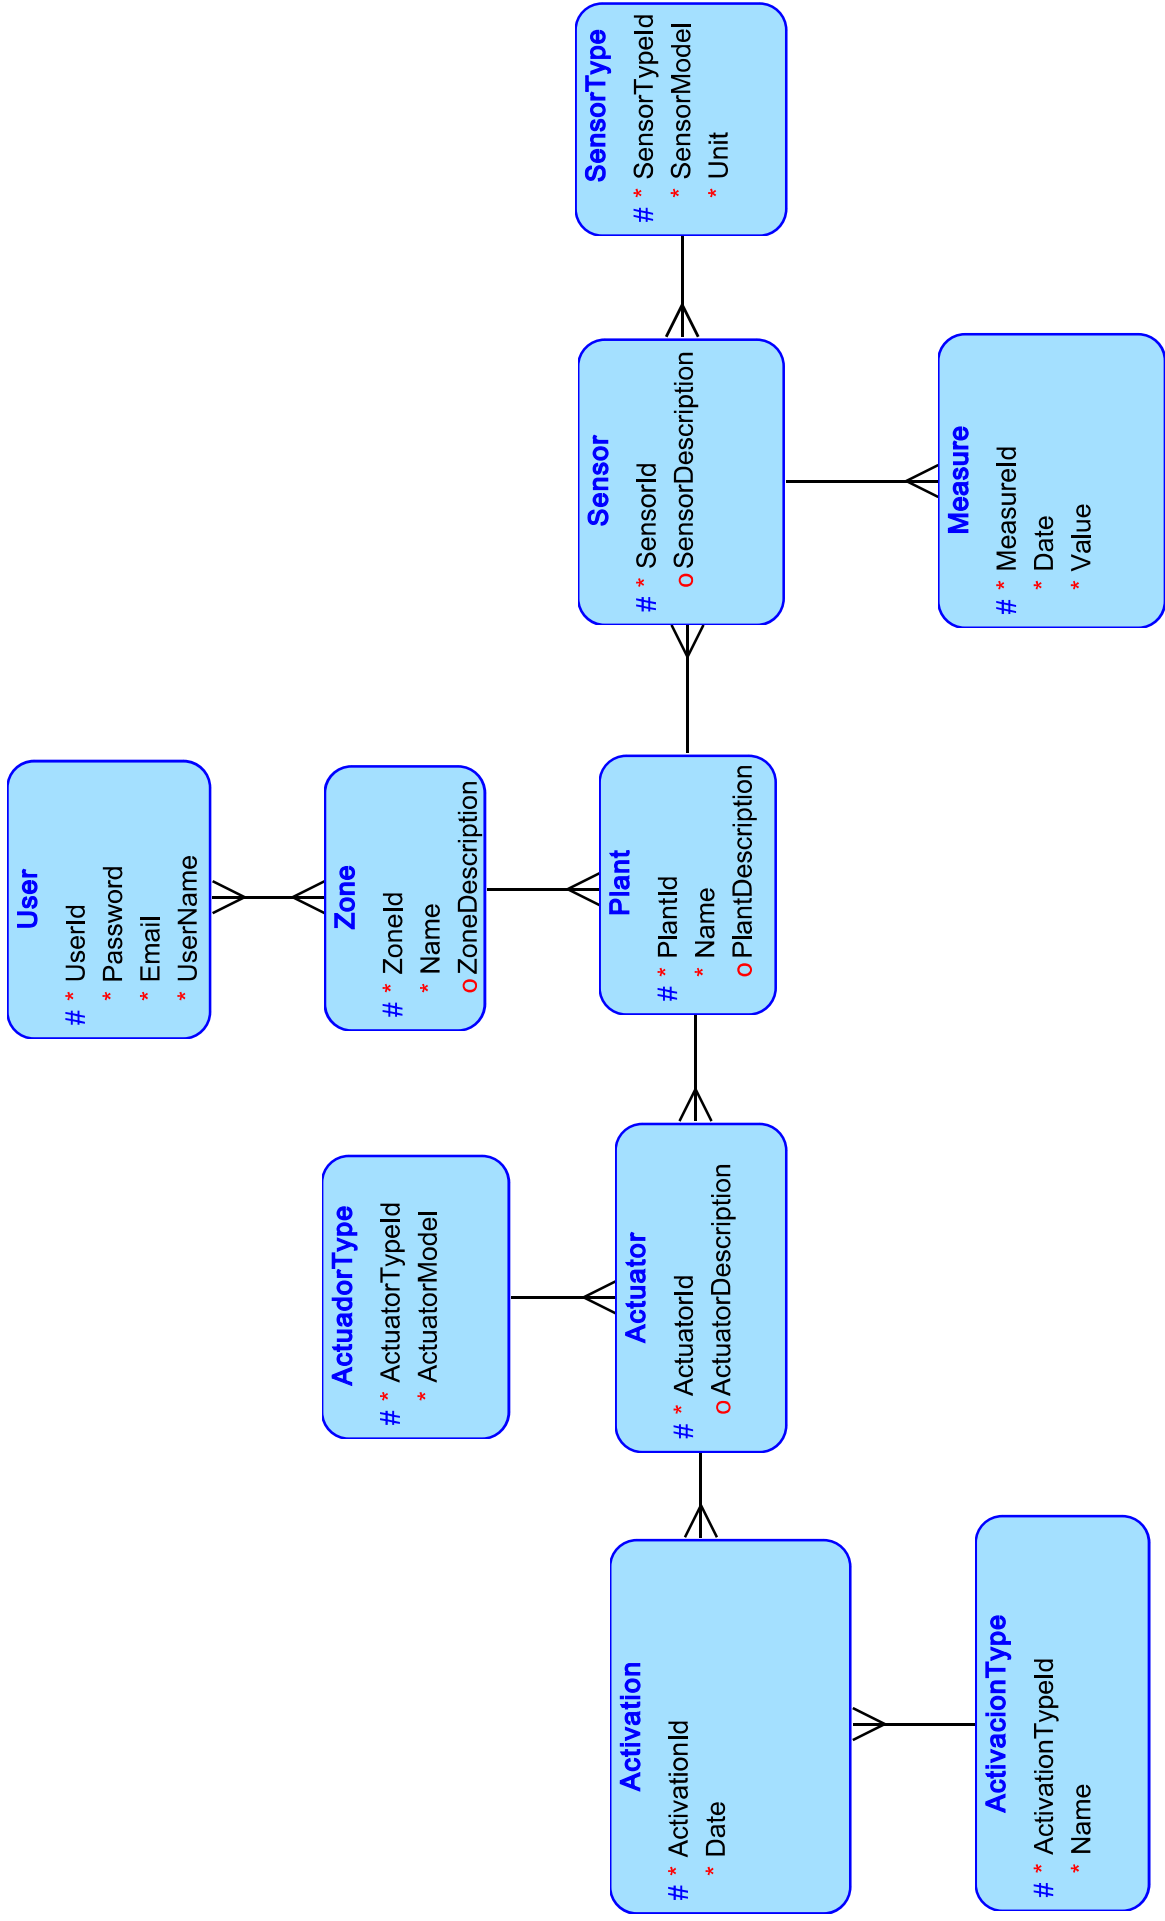 User
# * UserId
* Password
* Email
* UserName
ActuadorType
# * ActuatorTypeId
* ActuatorModel
Zone
# * ZoneId
* Name
o ZoneDescription
Activation
# * ActivationId
* Date
Actuator
# * ActuatorId
o ActuatorDescription
Plant
# * PlantId
* Name
o PlantDescription
Sensor
# * SensorId
o SensorDescription
SensorType
# * SensorTypeId
* SensorModel
* Unit
ActivacionType
# * ActivationTypeId
* Name
Measure
# * MeasureId
* Date
* Value